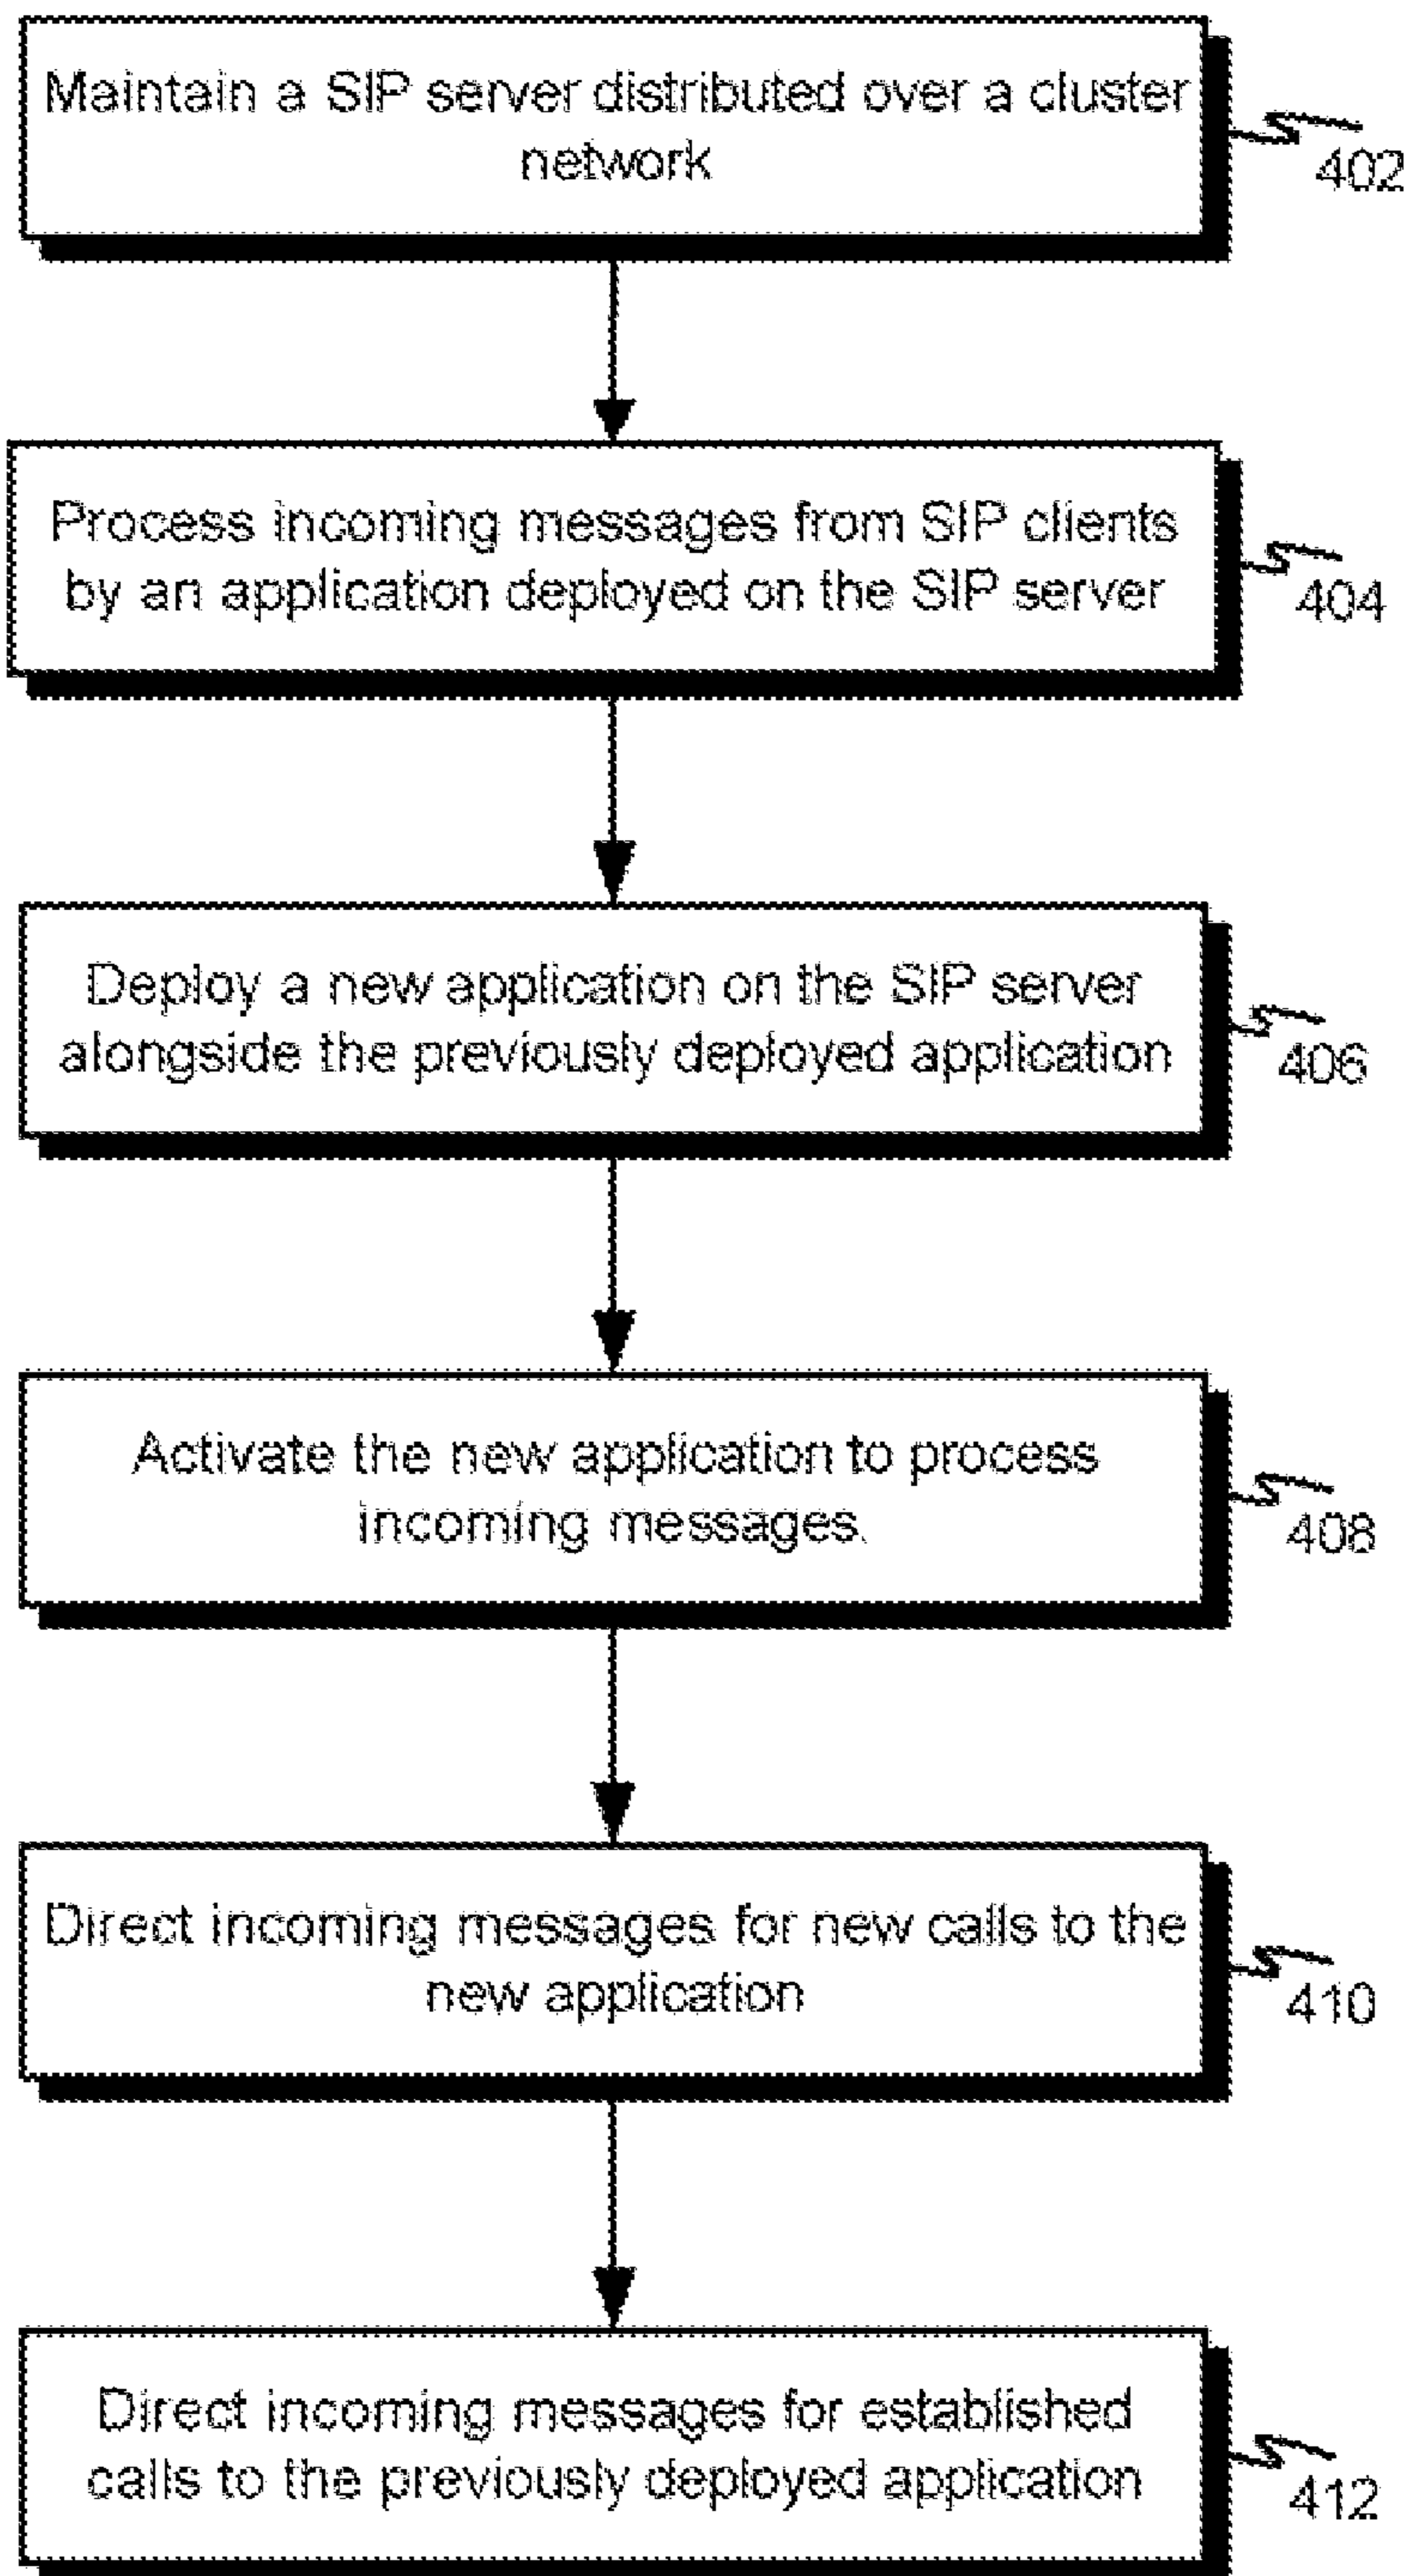 Maintain a SIP server distributed over a cluster
network
402
Process incoming messages from SIP clients
by an application deployed on the SIP server
404
Deploy a new application on the SIP server
alongside the previously deployed application
406
Activate the new application to process
incoming messages.
408
Direct incoming messages for new calls to the
new application
410
Direct incoming messages for established
calls to the previously deployed application
412